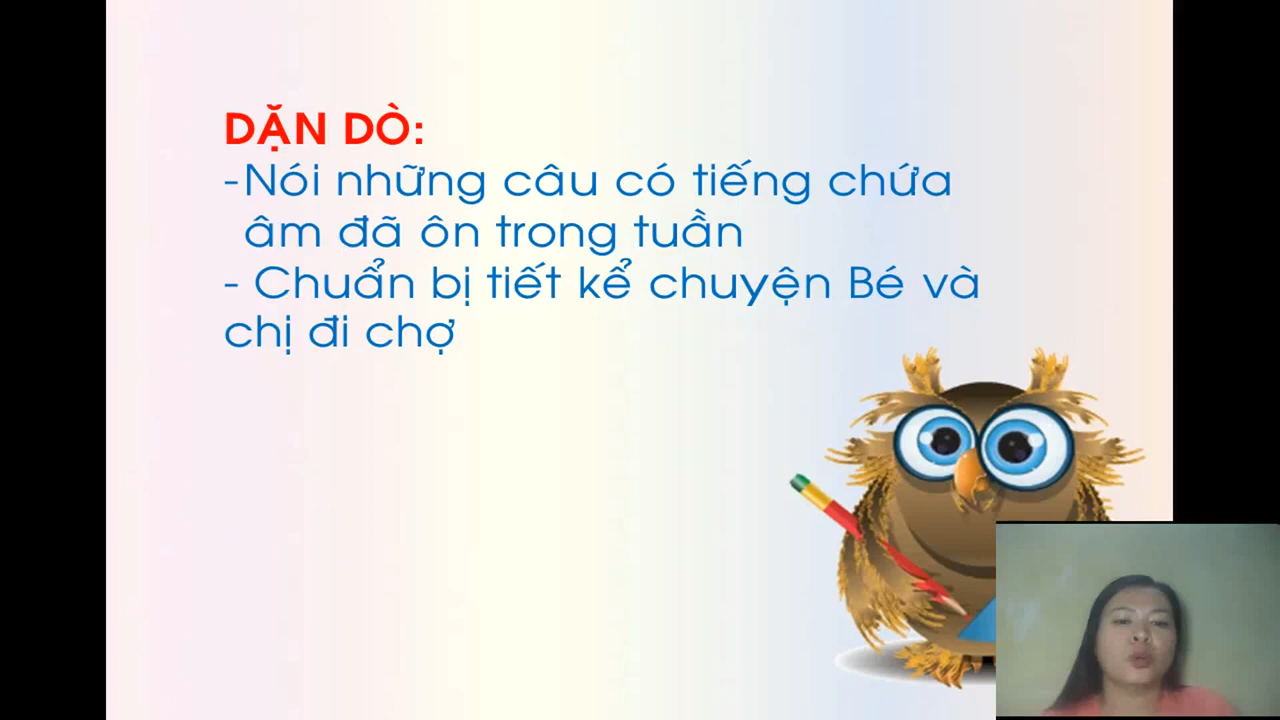 DẶN DÒ:
-Nói những câu có tiếng chứa
âm đã ôn trong tuần
- Chuẩn bị tiết kể chuyện Bé và
chị đi chợ